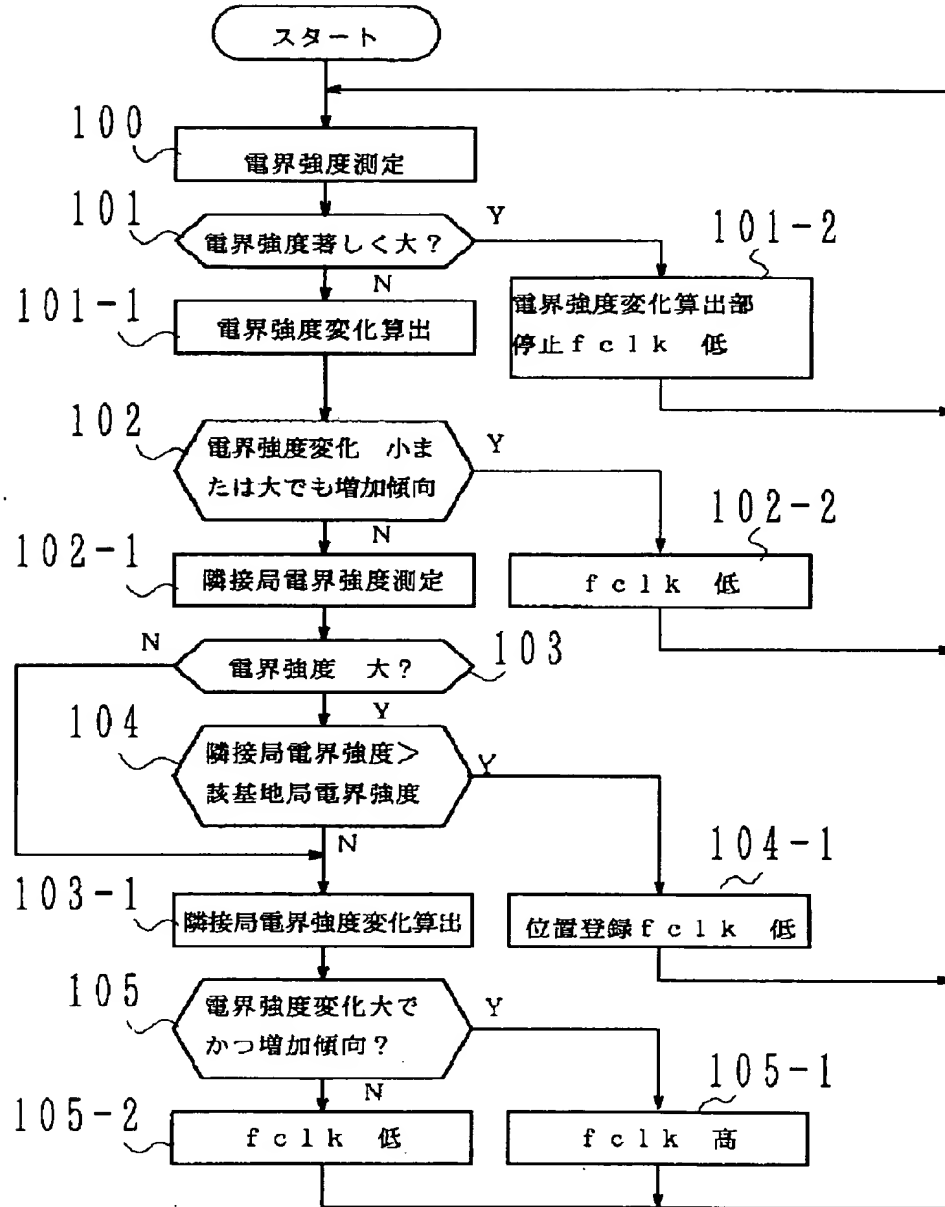 スタート
100
電界強度測定
101
電界強度著しく大?
Y
N
101-2
電界強度変化算出部
停止fclk 低
101-1
電界強度変化算出
102
電界強度変化 小ま
たは大でも増加傾向
Y
N
102-2
fclk 低
102-1
隣接局電界強度測定
N
電界強度 大?
103
Y
104
隣接局電界強度>
該基地局電界強度
Y
N
104-1
位置登録fclk 低
103-1
隣接局電界強度変化算出
105
電界強度変化大で
かつ増加傾向?
Y
N
105-1
fclk 高
105-2
fclk 低